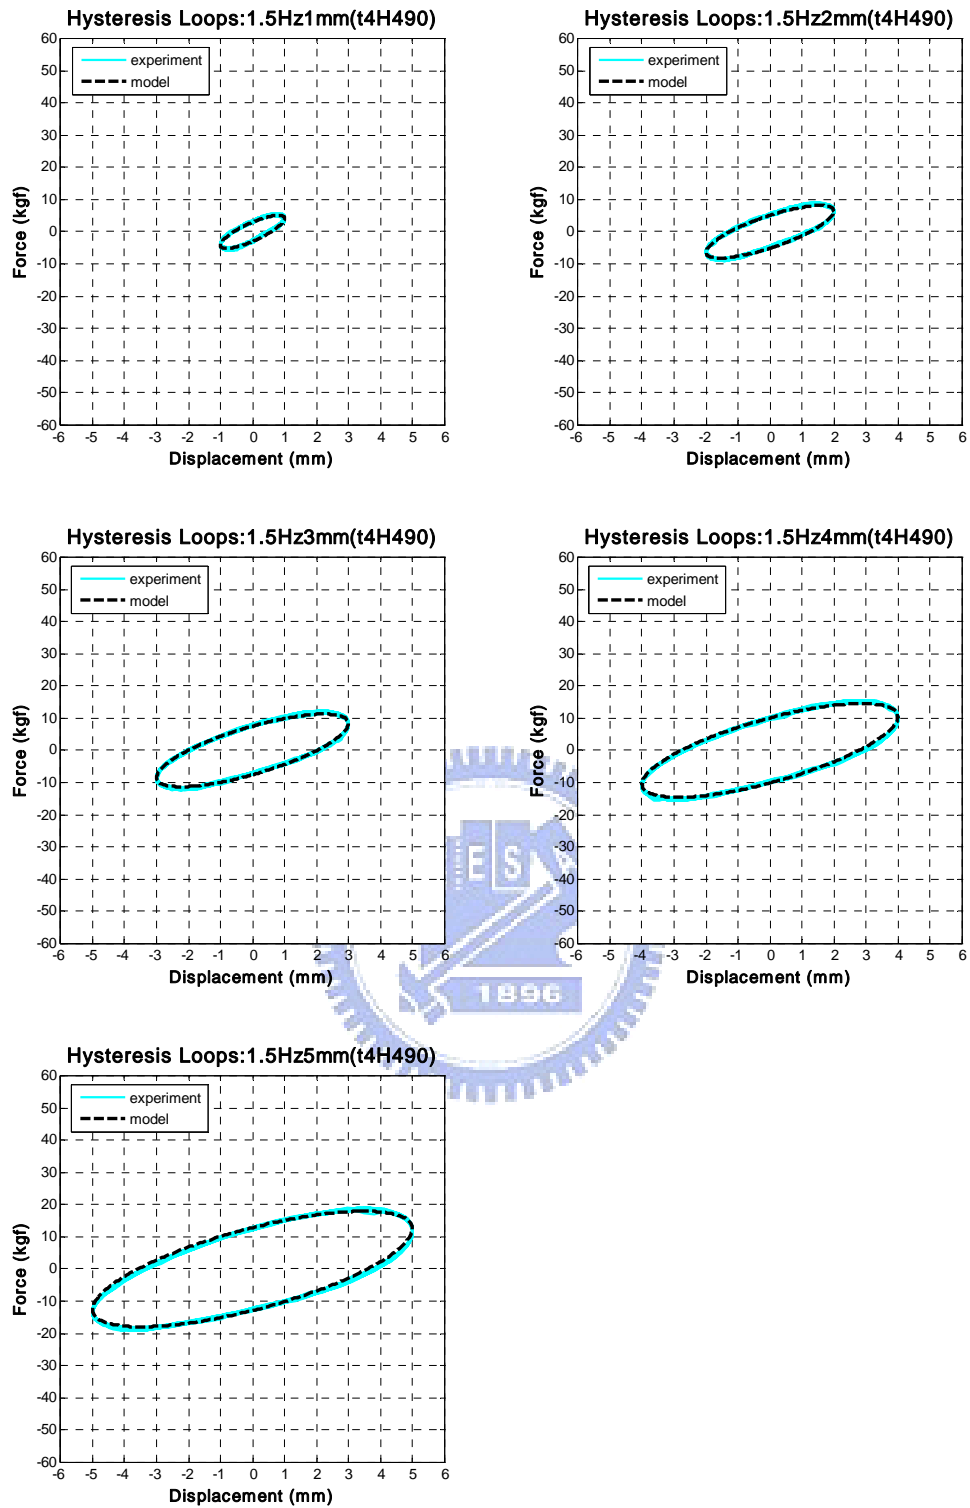 Hysteresis Loops:1.5Hz1mm(t4H490)
60
50
40
30
20
10
0
-10
-20
-30
-40
-50
-60
Force (kgf)
experiment
model
-6 -5 -4 -3 -2 -1 0 1 2 3 4 5 6
Displacement (mm)
Hysteresis Loops:1.5Hz2mm(t4H490)
60
50
40
30
20
10
0
-10
-20
-30
-40
-50
-60
Force (kgf)
experiment
model
-6 -5 -4 -3 -2 -1 0 1 2 3 4 5 6
Displacement (mm)
Hysteresis Loops:1.5Hz3mm(t4H490)
60
50
40
30
20
10
0
-10
-20
-30
-40
-50
-60
Force (kgf)
experiment
model
-6 -5 -4 -3 -2 -1 0 1 2 3 4 5 6
Displacement (mm)
Hysteresis Loops:1.5Hz4mm(t4H490)
60
50
40
30
20
10
0
-10
-20
-30
-40
-50
-60
Force (kgf)
experiment
model
-6 -5 -4 -3 -2 -1 0 1 2 3 4 5 6
Displacement (mm)
ES
1896
Hysteresis Loops:1.5Hz5mm(t4H490)
60
50
40
30
20
10
0
-10
-20
-30
-40
-50
-60
Force (kgf)
experiment
model
-6 -5 -4 -3 -2 -1 0 1 2 3 4 5 6
Displacement (mm)